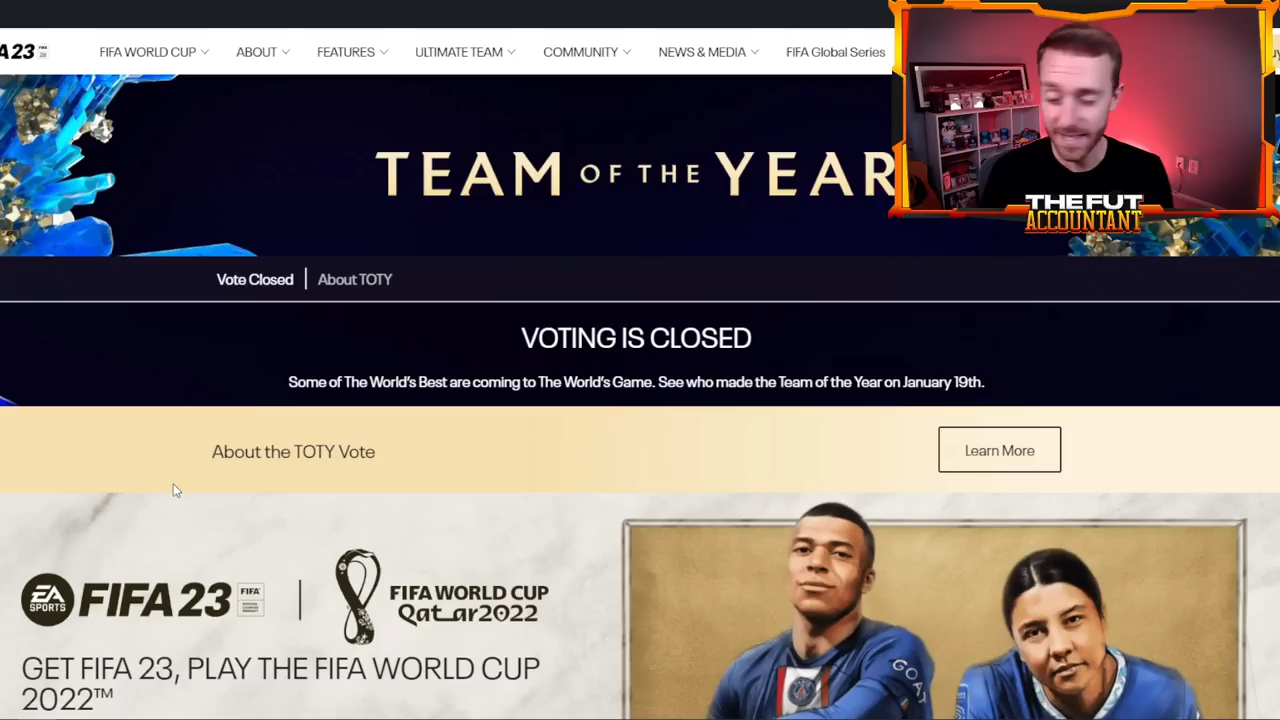 A 23
FIFA WORLD CUP
ABOUT
FEATURES
ULTIMATE TEAM
COMMUNITY
NEWS & MEDIA
FIFA Global Series
TEAM OF THE YEAR
THE FUT
ACCOUNTANT
Vote Closed | About TOTY
VOTING IS CLOSED
Some of The World's Best are coming to The World's Game. See who made the Team of the Year on January 19th.
About the TOTY Vote
Learn More
EA
SPORTS
FIFA 23
FIFA
FIFA WORLD CUP
Qatar2022
GET FIFA 23, PLAY THE FIFA WORLD CUP
2022™
GOAT